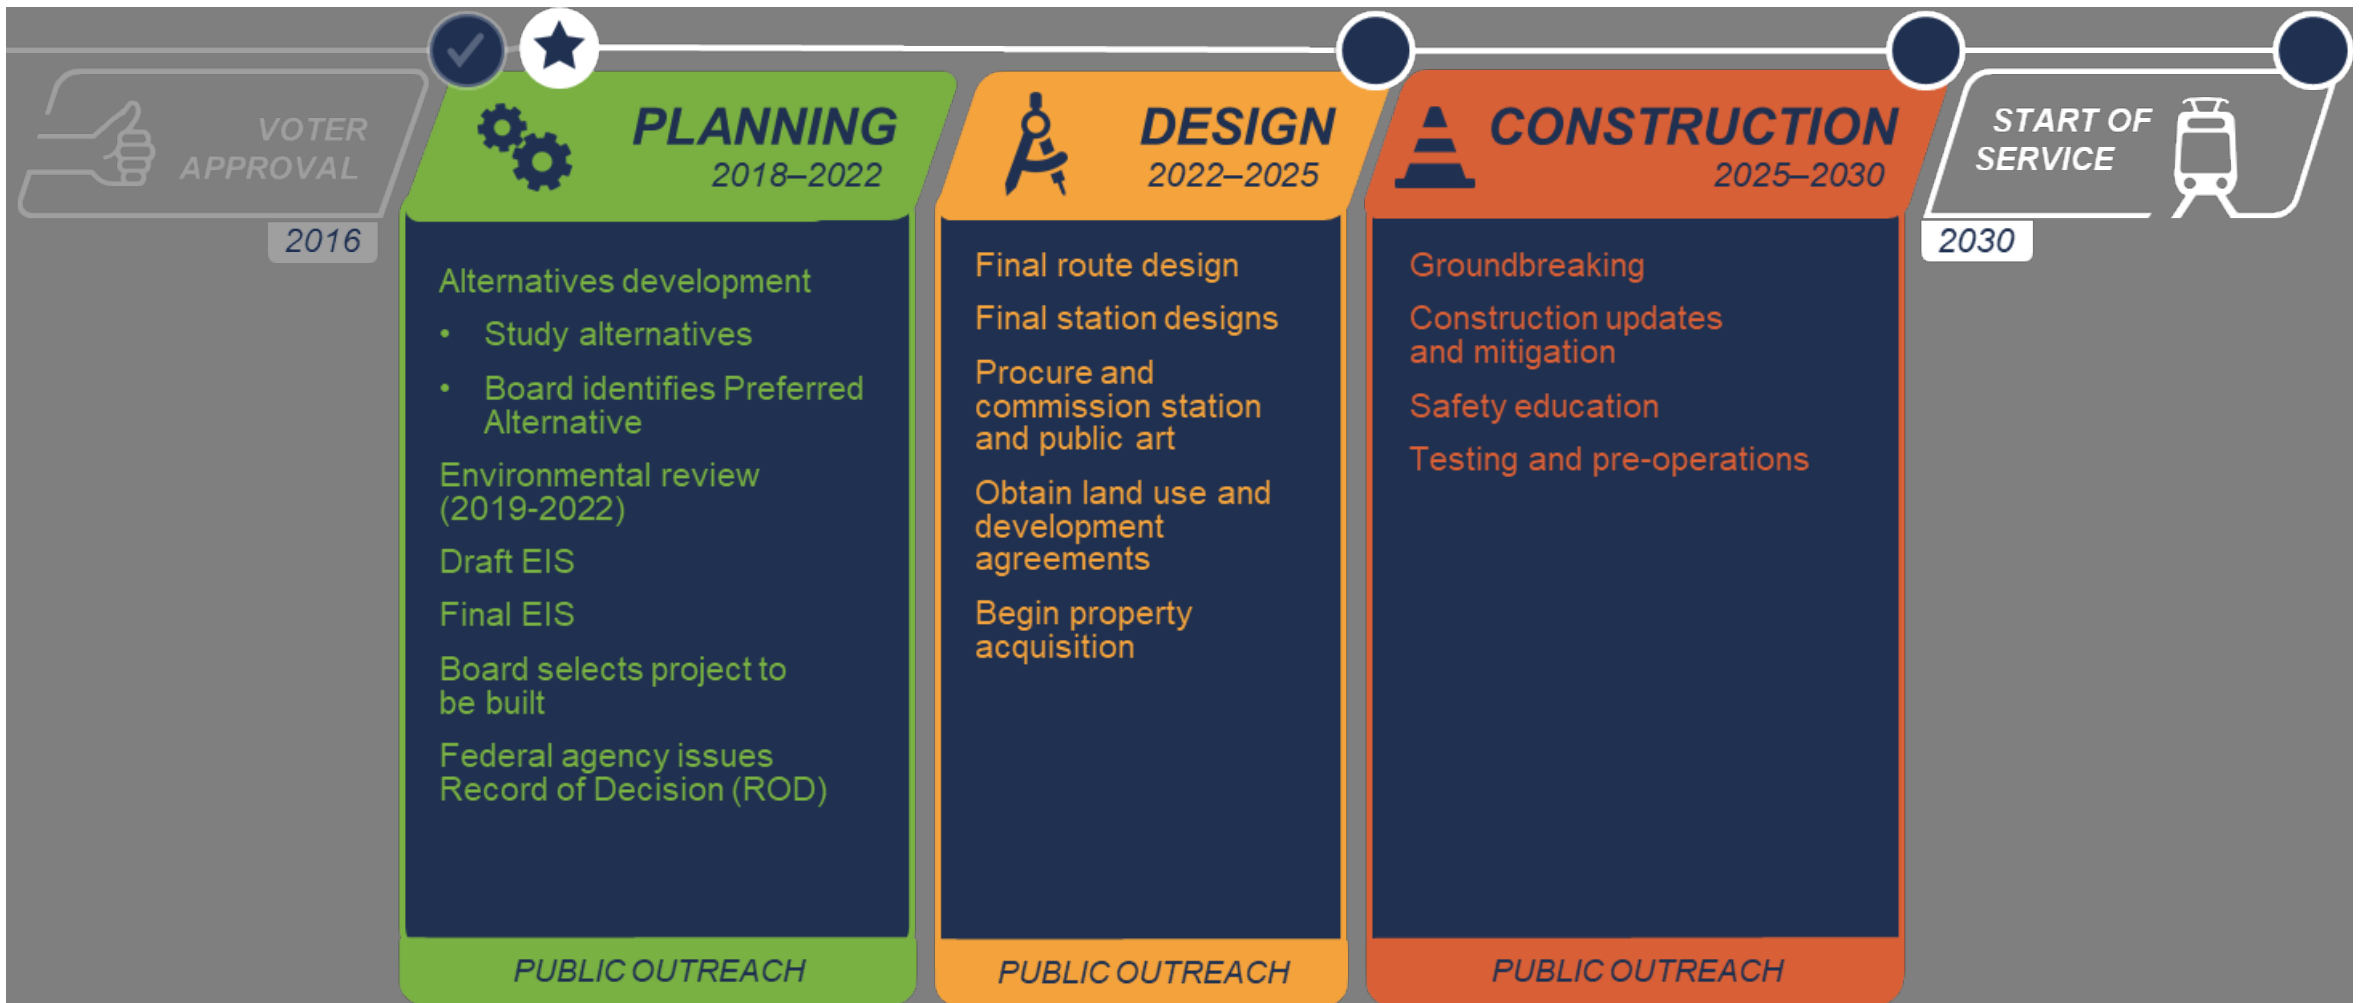 VOTER
APPROVAL
2016
PLANNING
2018–2022
Alternatives development
• Study alternatives
• Board identifies Preferred
Alternative
Environmental review
(2019-2022)
Draft EIS
Final EIS
Board selects project to
be built
Federal agency issues
Record of Decision (ROD)
PUBLIC OUTREACH
DESIGN
2022–2025
Final route design
Final station designs
Procure and
commission station
and public art
Obtain land use and
development
agreements
Begin property
acquisition
PUBLIC OUTREACH
CONSTRUCTION
2025–2030
Groundbreaking
Construction updates
and mitigation
Safety education
Testing and pre-operations
PUBLIC OUTREACH
START OF
SERVICE
2030